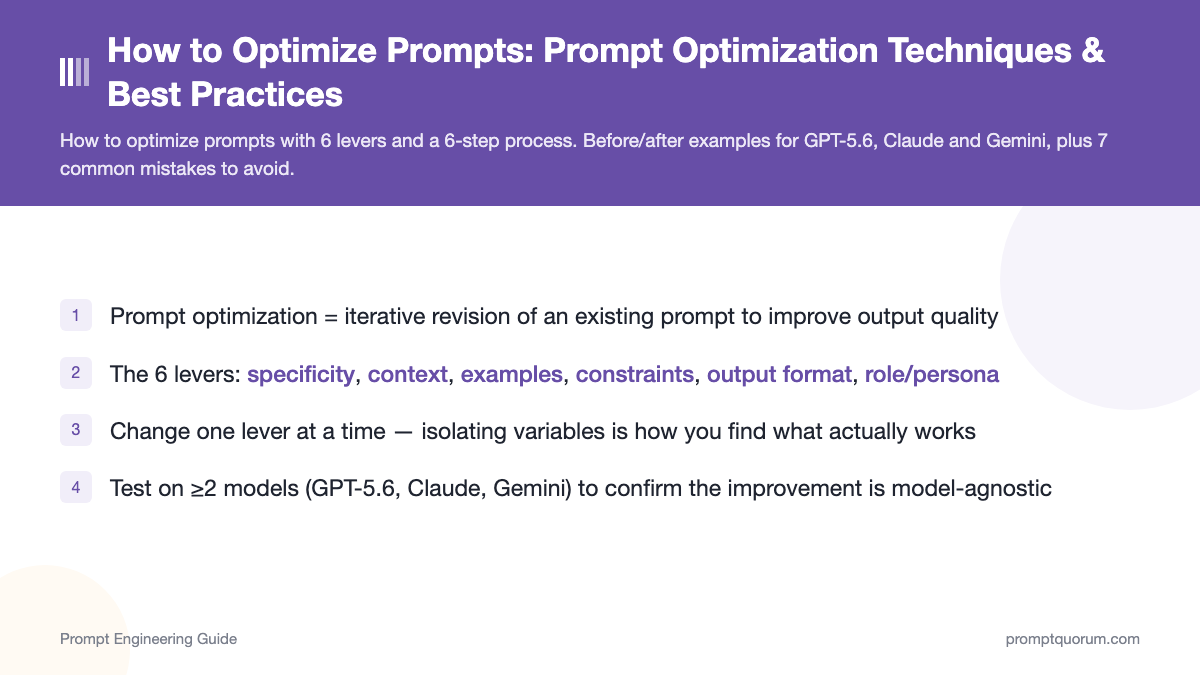 How to Optimize Prompts: Prompt Optimization Techniques &
Best Practices
How to optimize prompts with 6 levers and a 6-step process. Before/after examples for GPT-5.6, Claude and Gemini, plus 7
common mistakes to avoid.
1 Prompt optimization = iterative revision of an existing prompt to improve output quality
2 The 6 levers: specificity, context, examples, constraints, output format, role/persona
3 Change one lever at a time — isolating variables is how you find what actually works
4 Test on ≥2 models (GPT-5.6, Claude, Gemini) to confirm the improvement is model-agnostic
Prompt Engineering Guide
promptquorum.com